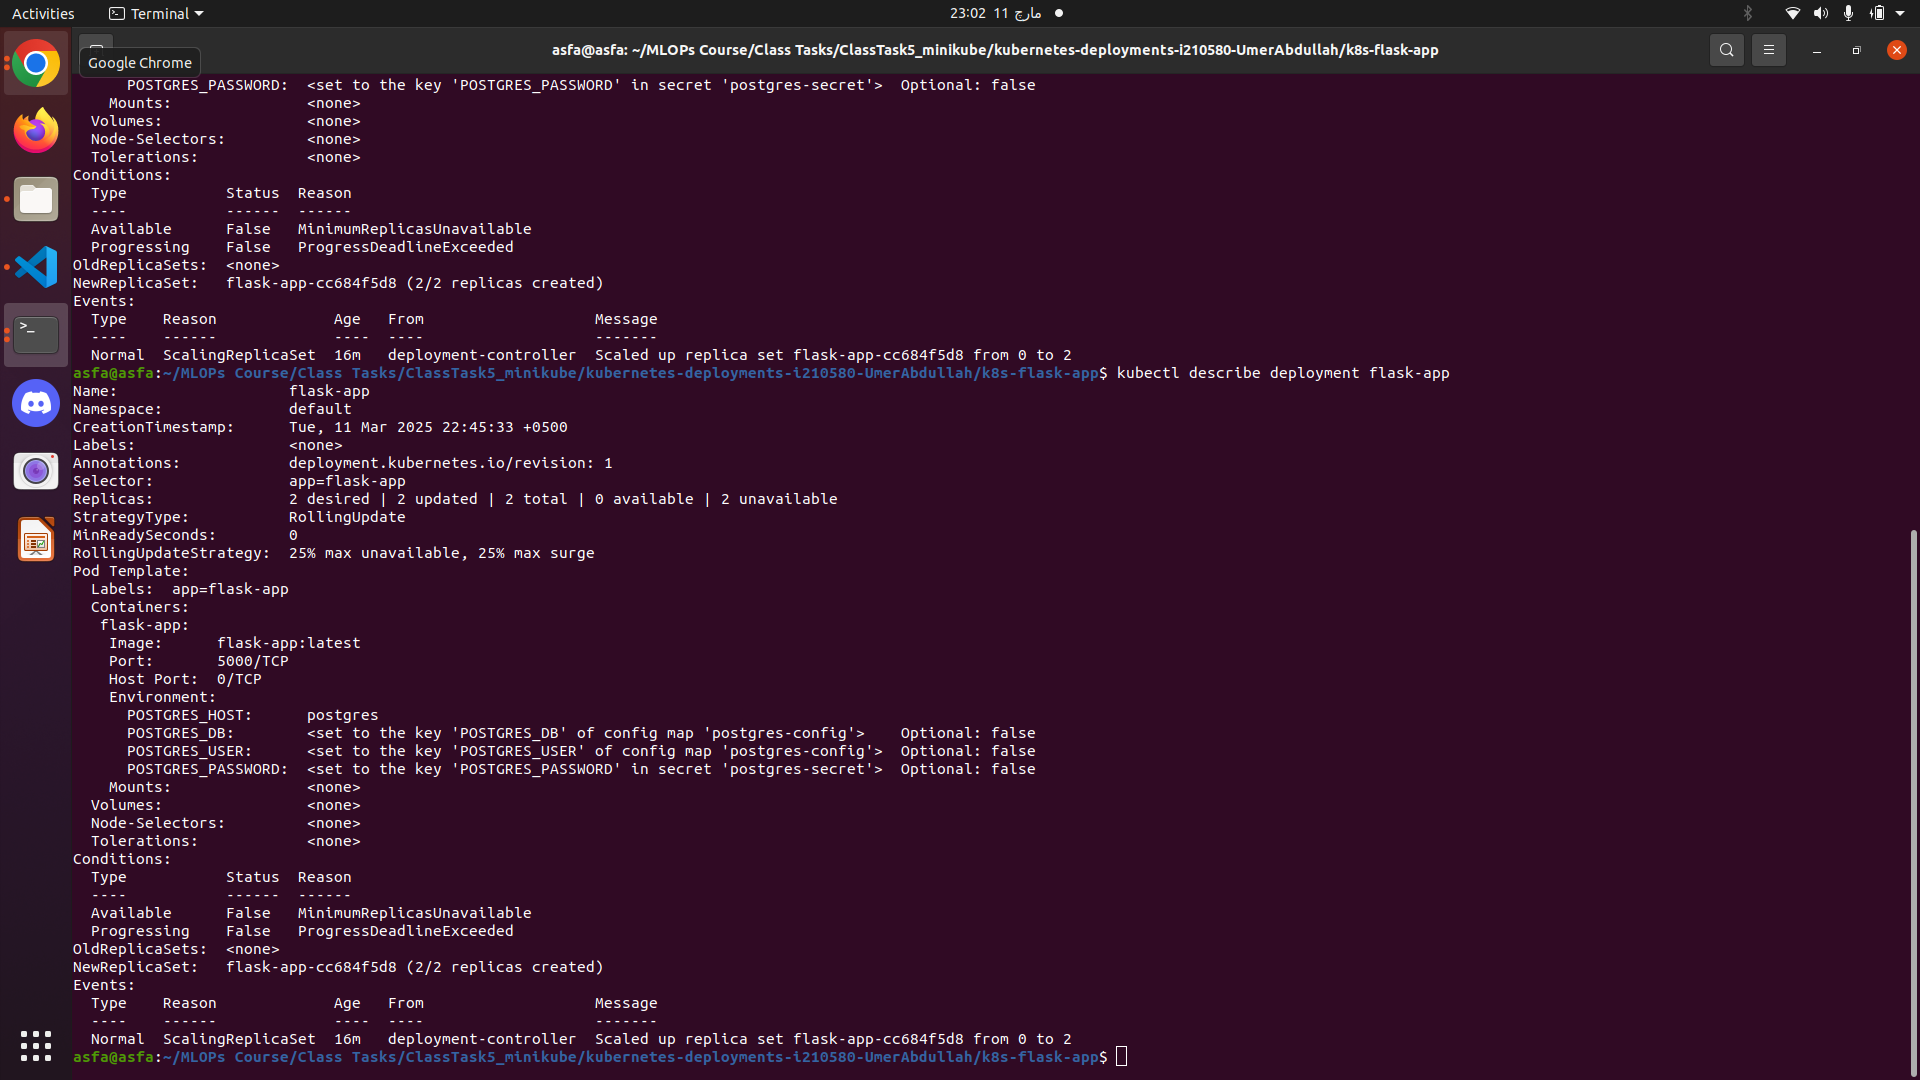 Activities
Terminal
23:02 11 مارچ
asfa@asfa: ~/MLOPs Course/Class Tasks/ClassTask5_minikube/kubernetes-deployments-i210580-UmerAbdullah/k8s-flask-app
Google Chrome
POSTGRES_PASSWORD: <set to the key 'POSTGRES_PASSWORD' in secret 'postgres-secret'> Optional: false
Mounts: <none>
Volumes: <none>
Node-Selectors: <none>
Tolerations: <none>
Conditions:
Type Status Reason
---- ------ ------
Available False MinimumReplicasUnavailable
Progressing False ProgressDeadlineExceeded
OldReplicaSets: <none>
NewReplicaSet: flask-app-cc684f5d8 (2/2 replicas created)
Events:
Type Reason Age From Message
---- ------ ---- ---- -------
Normal ScalingReplicaSet 16m deployment-controller Scaled up replica set flask-app-cc684f5d8 from 0 to 2
asfa@asfa:~/MLOPs Course/Class Tasks/ClassTask5_minikube/kubernetes-deployments-i210580-UmerAbdullah/k8s-flask-app$ kubectl describe deployment flask-app
Name: flask-app
Namespace: default
CreationTimestamp: Tue, 11 Mar 2025 22:45:33 +0500
Labels: <none>
Annotations: deployment.kubernetes.io/revision: 1
Selector: app=flask-app
Replicas: 2 desired | 2 updated | 2 total | 0 available | 2 unavailable
StrategyType: RollingUpdate
MinReadySeconds: 0
RollingUpdateStrategy: 25% max unavailable, 25% max surge
Pod Template:
Labels: app=flask-app
Containers:
flask-app:
Image: flask-app:latest
Port: 5000/TCP
Host Port: 0/TCP
Environment:
POSTGRES_HOST: postgres
POSTGRES_DB: <set to the key 'POSTGRES_DB' of config map 'postgres-config'> Optional: false
POSTGRES_USER: <set to the key 'POSTGRES_USER' of config map 'postgres-config'> Optional: false
POSTGRES_PASSWORD: <set to the key 'POSTGRES_PASSWORD' in secret 'postgres-secret'> Optional: false
Mounts: <none>
Volumes: <none>
Node-Selectors: <none>
Tolerations: <none>
Conditions:
Type Status Reason
---- ------ ------
Available False MinimumReplicasUnavailable
Progressing False ProgressDeadlineExceeded
OldReplicaSets: <none>
NewReplicaSet: flask-app-cc684f5d8 (2/2 replicas created)
Events:
Type Reason Age From Message
---- ------ ---- ---- -------
Normal ScalingReplicaSet 16m deployment-controller Scaled up replica set flask-app-cc684f5d8 from 0 to 2
asfa@asfa:~/MLOPs Course/Class Tasks/ClassTask5_minikube/kubernetes-deployments-i210580-UmerAbdullah/k8s-flask-app$